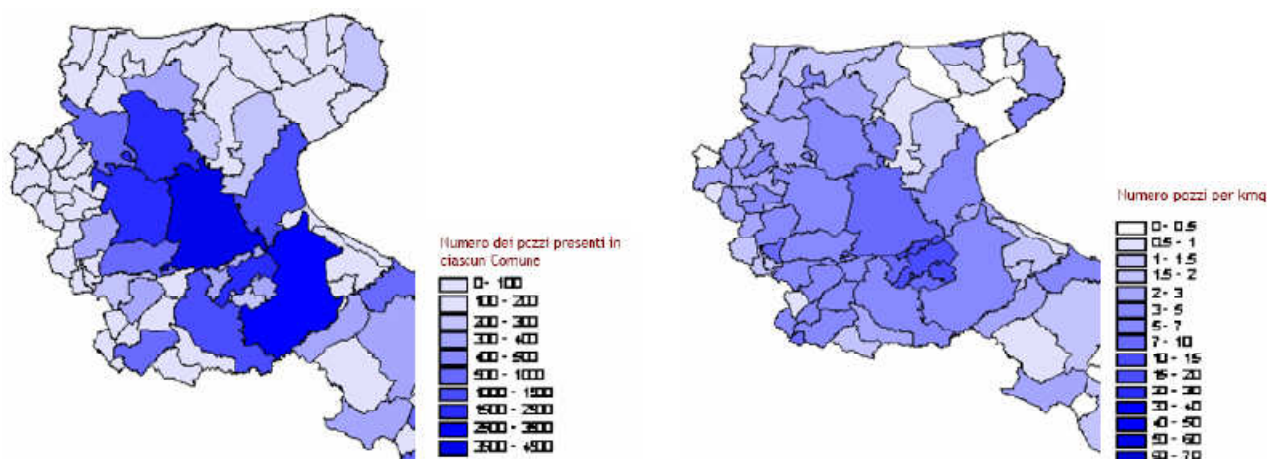 Numero dei pozzi presenti in
ciascun Comune
0 - 100
100 - 200
200 - 300
300 - 400
400 - 500
500 - 1000
1000 - 1500
1500 - 2500
2500 - 3500
3500 - 4500
Numero pozzi per kmq
0 - 0.5
0.5 - 1
1 - 1.5
1.5 - 2
2 - 3
3 - 5
5 - 7
7 - 10
10 - 15
15 - 20
20 - 30
30 - 40
40 - 50
50 - 60
60 - 70